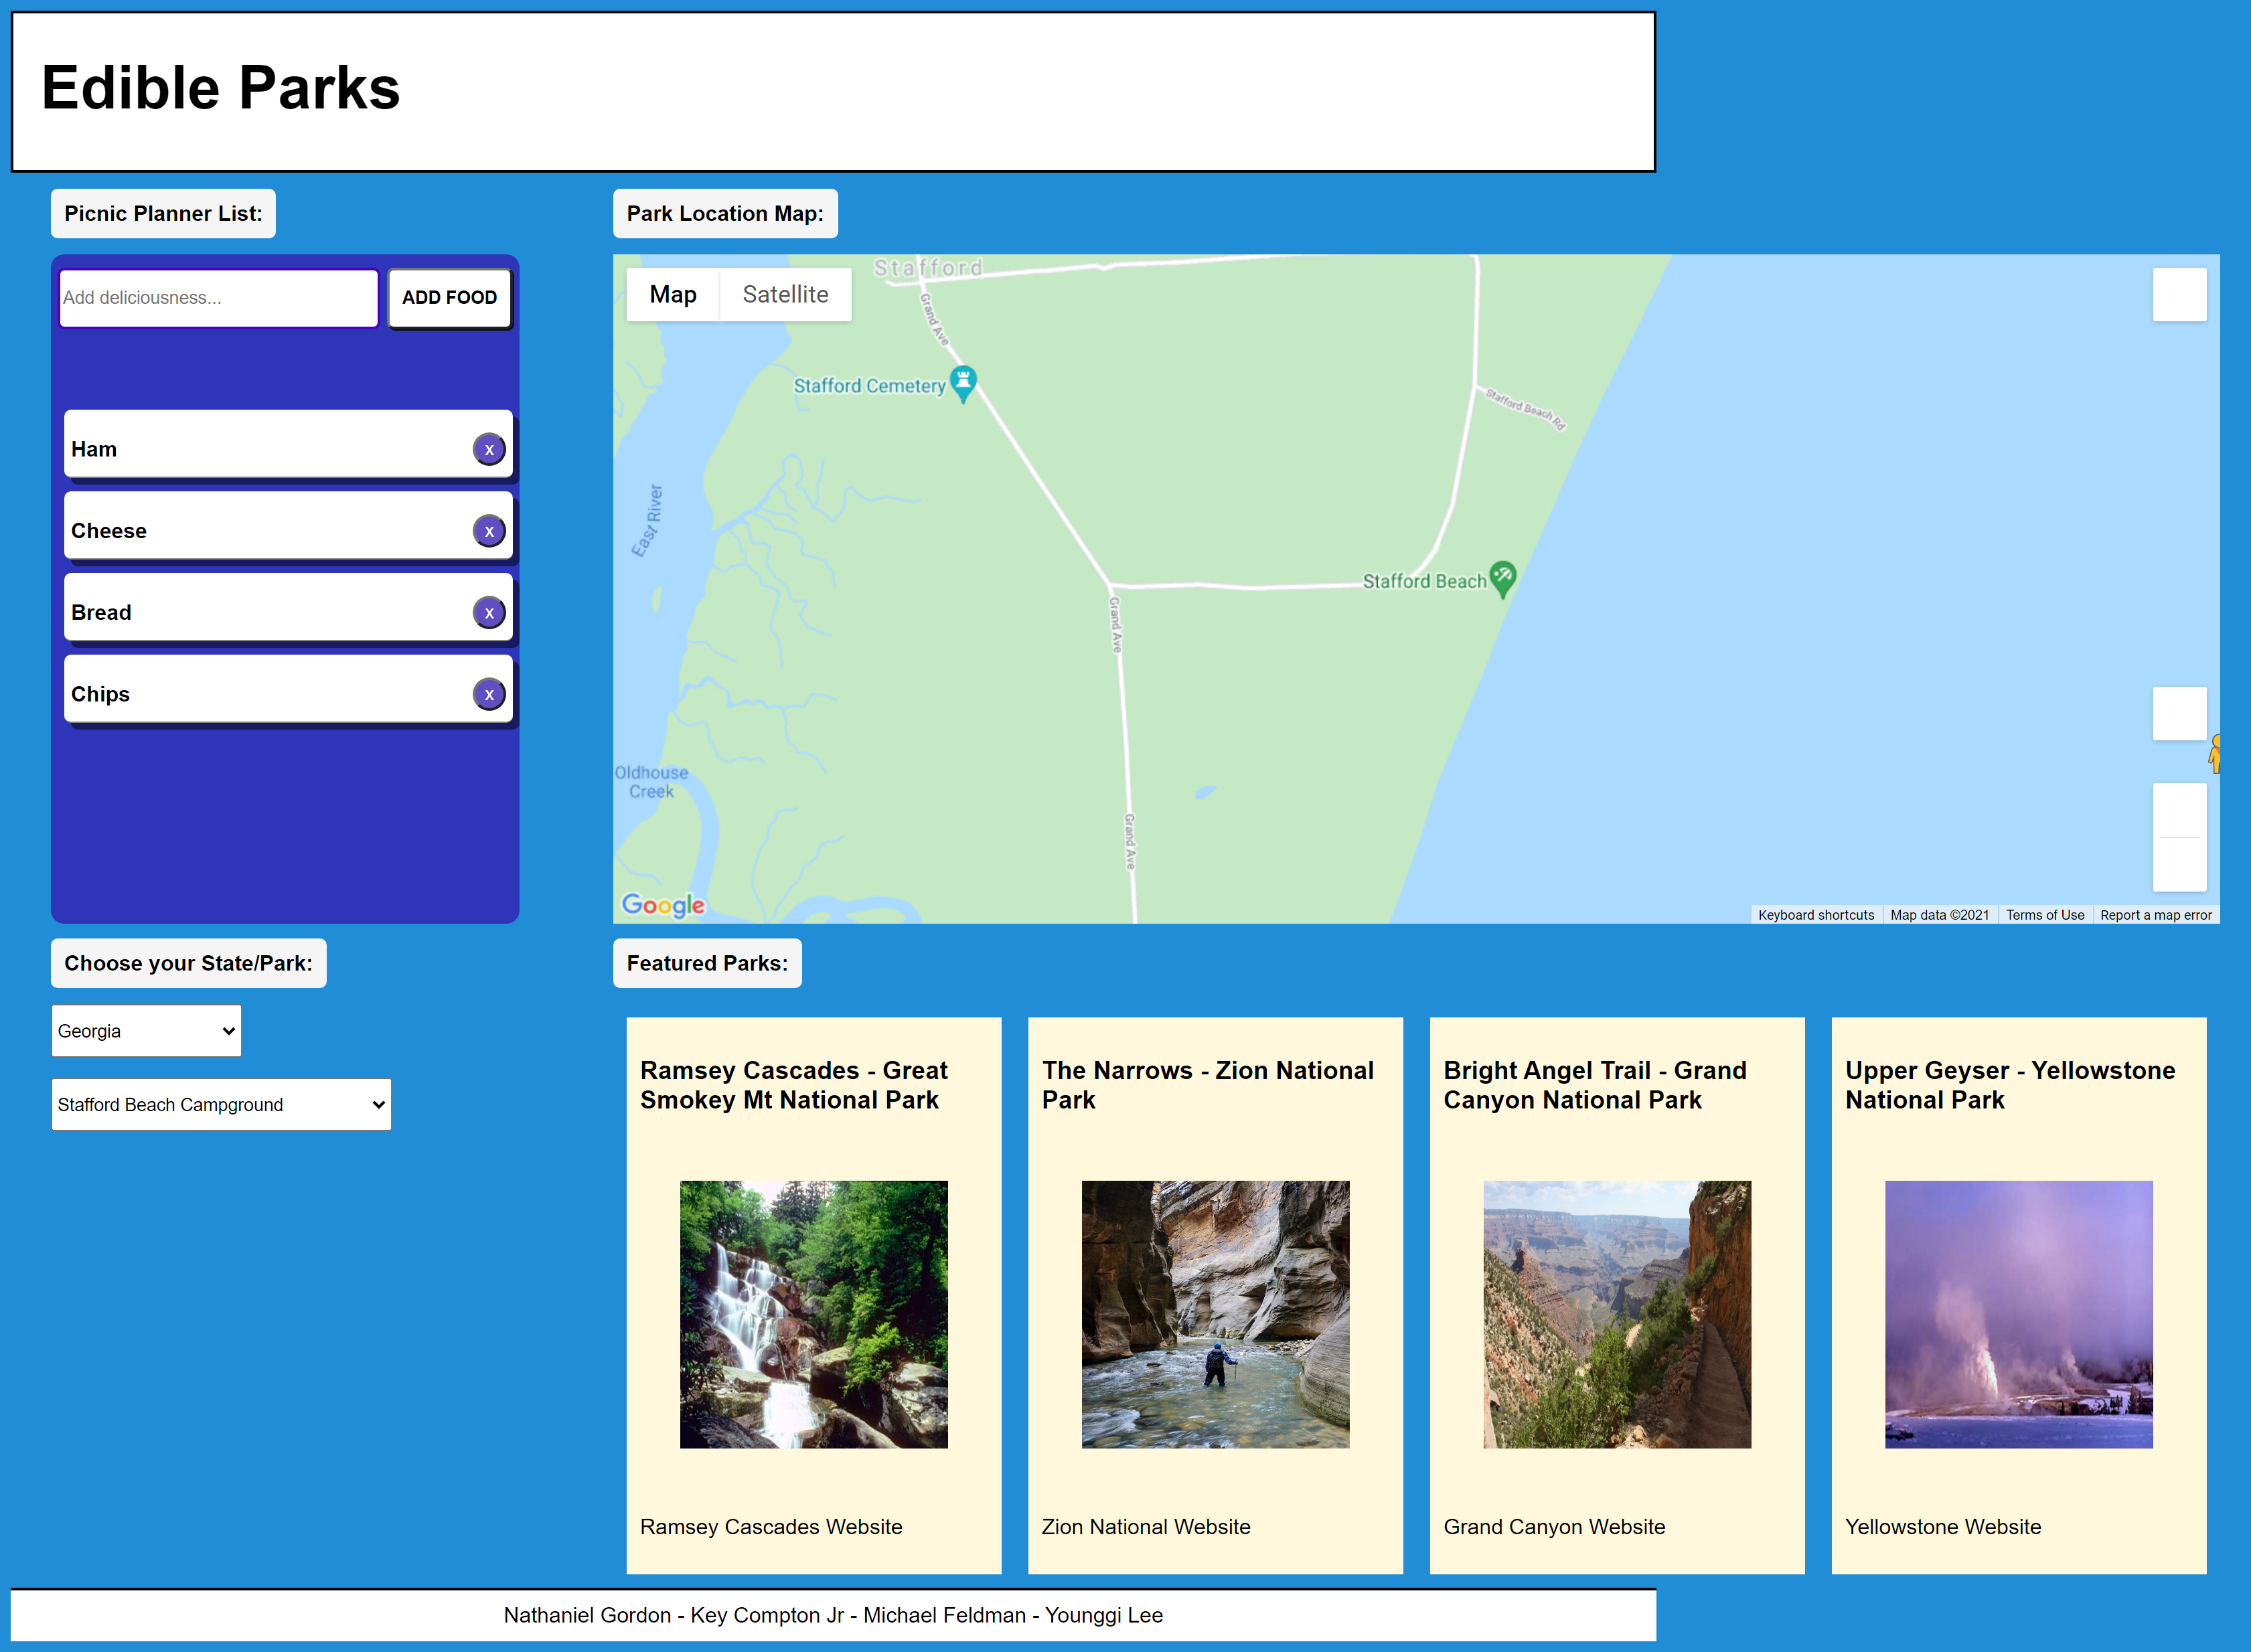 Edible Parks
Picnic Planner List:
Add deliciousness...
ADD FOOD
Ham
x
Cheese
x
Bread
x
Chips
x
Park Location Map:
Map
Satellite
Stafford
Grand Ave
Stafford Cemetery
Stafford Beach Rd
East River
Stafford Beach
Grand Ave
Oldhouse
Creek
Grand Ave
Google
Keyboard shortcuts
Map data ©2021
Terms of Use
Report a map error
Choose your State/Park:
Georgia
Stafford Beach Campground
Featured Parks:
Ramsey Cascades - Great
Smokey Mt National Park
Ramsey Cascades Website
The Narrows - Zion National
Park
Zion National Website
Bright Angel Trail - Grand
Canyon National Park
Grand Canyon Website
Upper Geyser - Yellowstone
National Park
Yellowstone Website
Nathaniel Gordon - Key Compton Jr - Michael Feldman - Younggi Lee